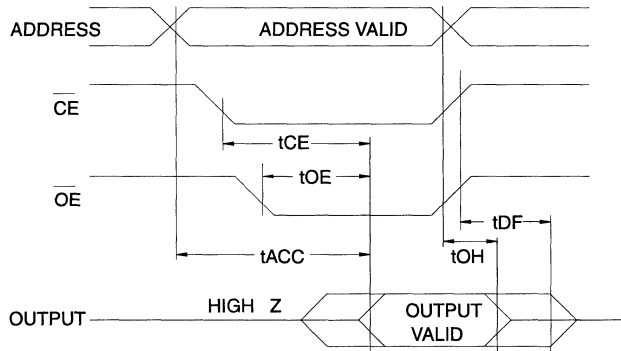 ADDRESS
ADDRESS VALID
CE
tCE
tOE
OE
tDF
tACC
tOH
HIGH Z
OUTPUT
OUTPUT
VALID